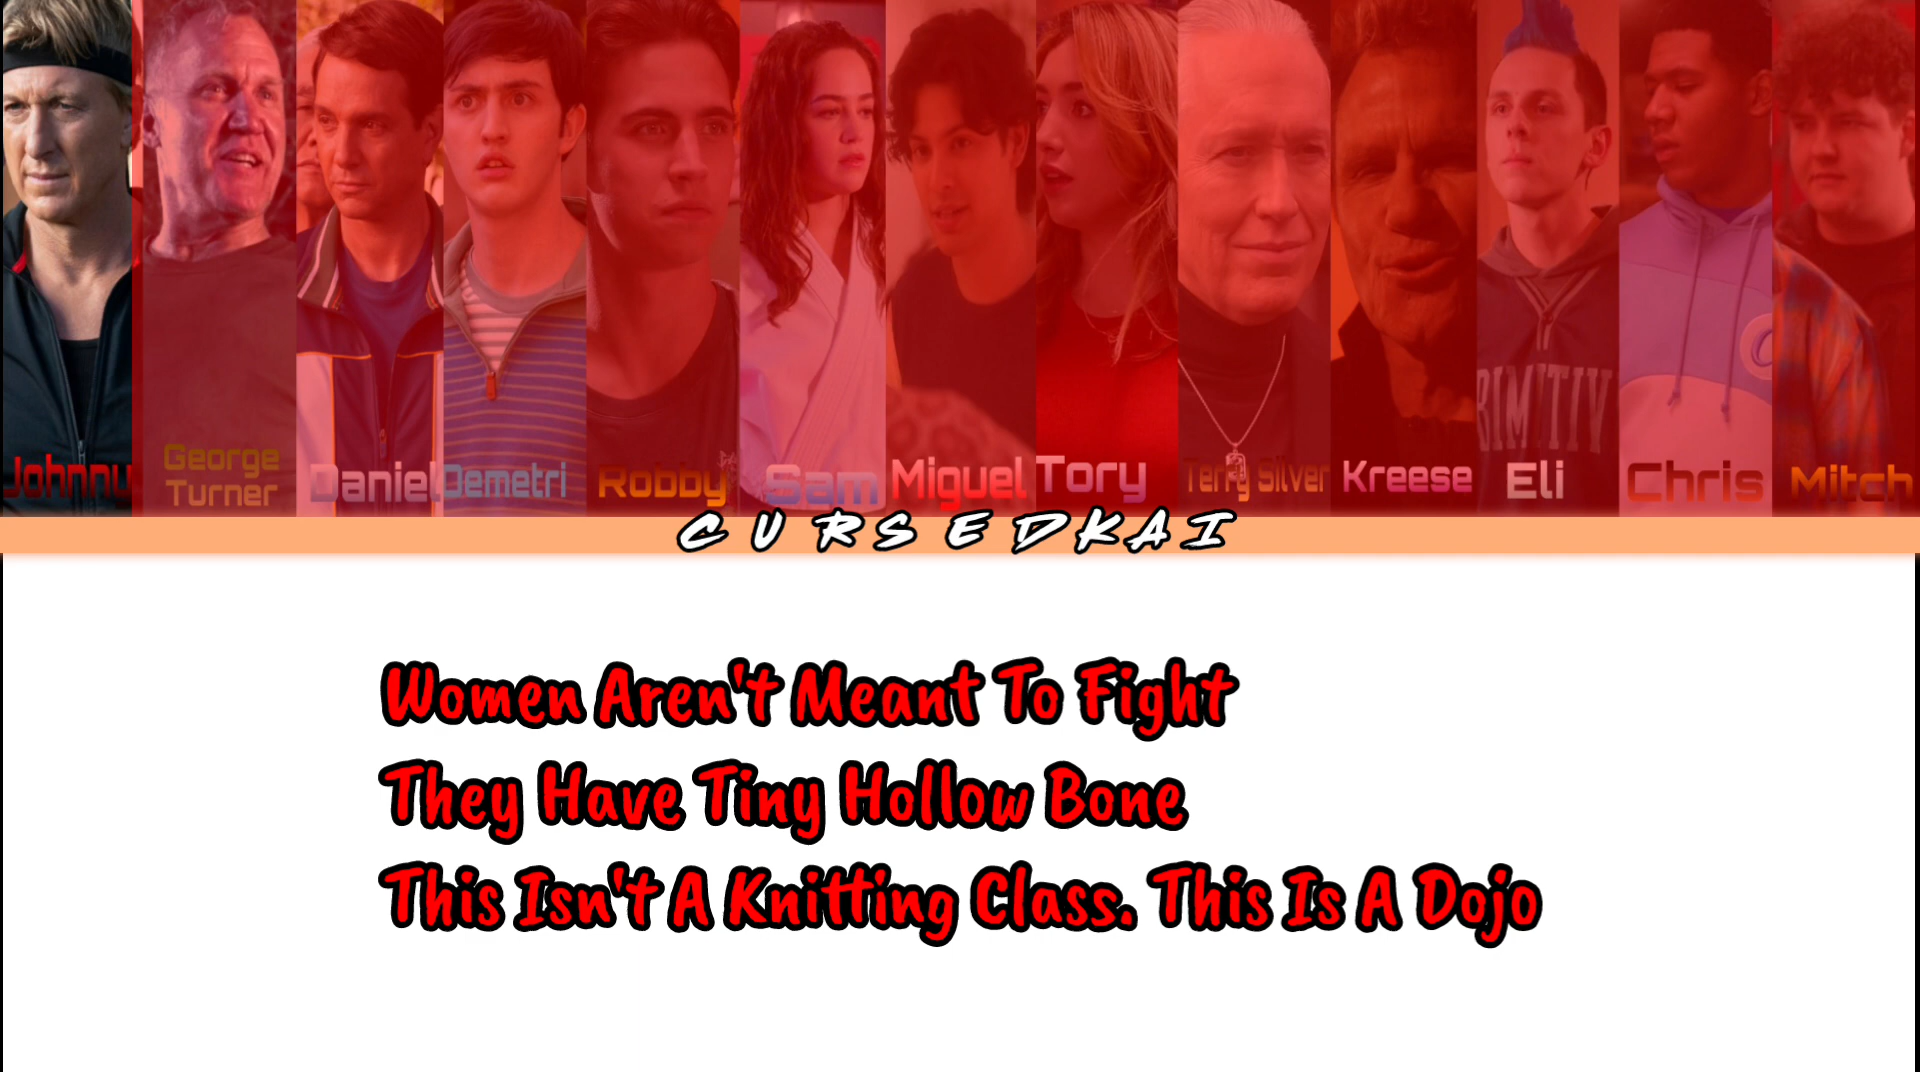 Johnny
George
Turner
Daniel
Demetri
Robby
Sam
Miguel
Tory
Terry Silver
Kreese
Eli
Chris
Mitch
CURSEDKAI
Women Aren't Meant To Fight
They Have Tiny Hollow Bone
This Isn't A Knitting Class. This Is A Dojo